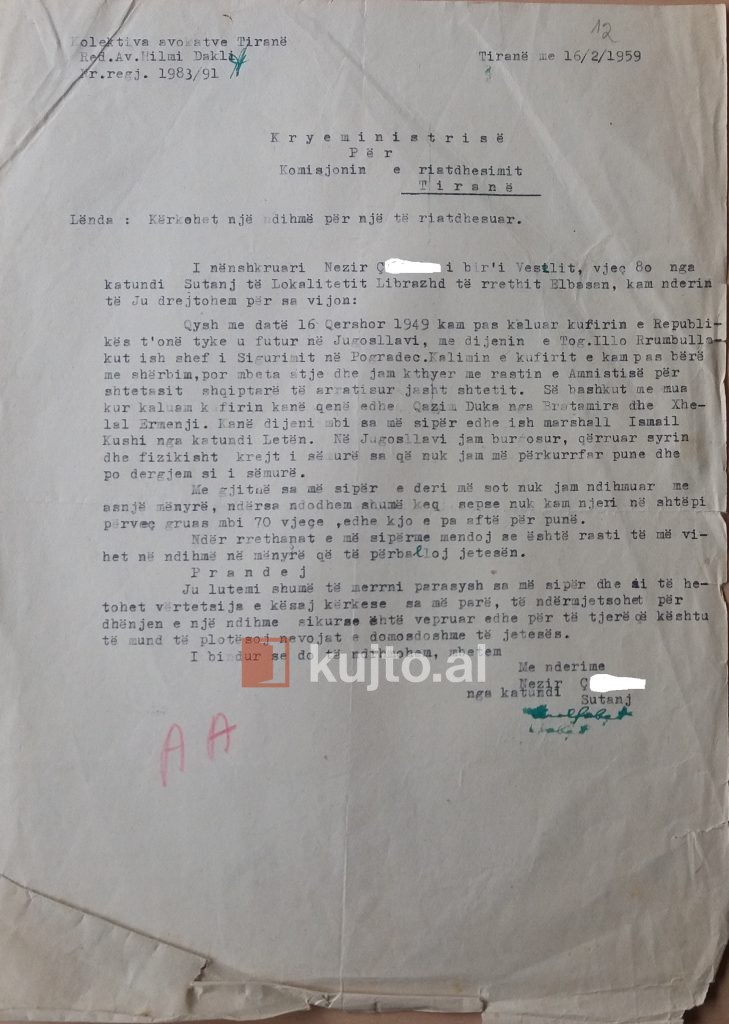 12
Kolektiva avokatve Tiranë
Red.Av.Hilmi Dakli
Nr.regj. 1983/91
Tiranë me 16/2/1959
K r y e m i n i s t r i s ë
P ë r
Komisjonin e riatdhesimit
T i r a n ë
Lënda : Kërkohet një ndihmë për një të riatdhesuar.
I nënshkruari Nezir Ç i bir'i Veselit, vjeç 8o nga
katundi Sutanj të Lokalitetit Librazhd të rrethit Elbasan, kam nderin
të Ju drejtohem për sa vijon:
Qysh me datë 16 Qershor 1949 kam pas kaluar kufirin e Republi-
kës t'onë tyke u futur në Jugosllavi, me dijenin e Tog.Illo Rrumbullo-
kut ish shef i Sigurimit në Pogradec.Kalimin e kufirit e kam pas bërë
me shërbim,por mbeta atje dhe jam kthyer me rastin e Amnistisë për
shtetasit shqiptarë të arratisur jasht shtetit. Së bashkut me mua
kur kaluam kufirin kanë qenë edhe Qazim Duka nga Bratamira dhe Xhe-
lal Ermenji. Kanë dijeni mbi sa më sipër edhe ish marshall Ismail
Kushi nga katundi Letën. Në Jugosllavi jam burgosur, qërruar syrin
dhe fizikisht krejt i sëmurë sa që nuk jam më përkurrfar pune dhe
po dergjem si i sëmurë.
Me gjithë sa më sipër e deri më sot nuk jam ndihmuar me
asnjë mënyrë, ndërsa ndodhem shumë keq sepse nuk kam njeri në shtëpi
përveç gruas mbi 70 vjeçe ,edhe kjo e pa aftë për punë.
Ndër rrethanat e më sipërme mendoj se është rasti të më vi-
het në ndihmë në mënyrë që të përballoj jetesën.
P r a n d e j
Ju lutemi shumë të merrni parasysh sa më sipër dhe si të he-
tohet vërtetsija e kësaj kërkese sa më parë, të ndërmjetsohet për
dhënjen e një ndihme sikurse është vepruar edhe për të tjerë që kështu
të mund të plotësoj nevojat e domosdoshme të jetesës.
I bindur se do të ndihmohem, mbetem
kujto.al
Me nderime
Nezir Ç
nga katundi Sutanj
A A